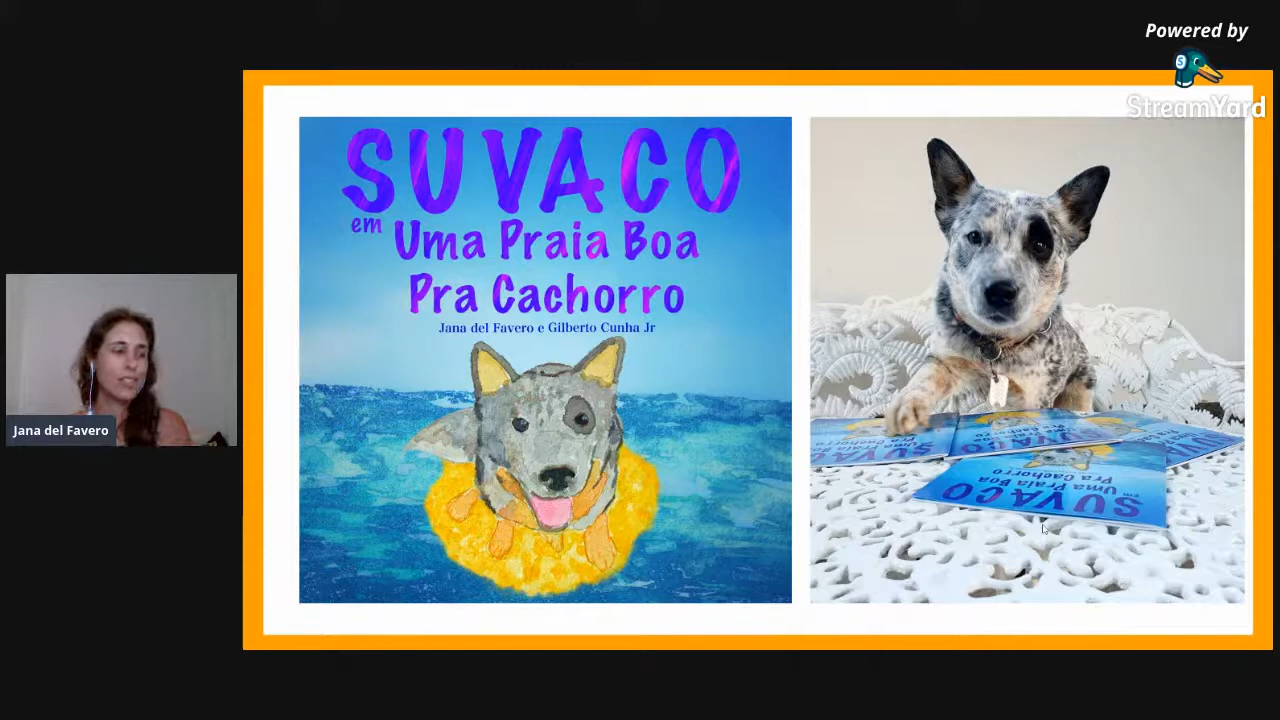 Powered by
StreamYard
SUVACO
em
Uma Praia Boa
Pra Cachorro
Jana del Favero e Gilberto Cunha Jr
Jana del Favero
SUVACO
em
Uma Praia Boa
Pra Cachorro